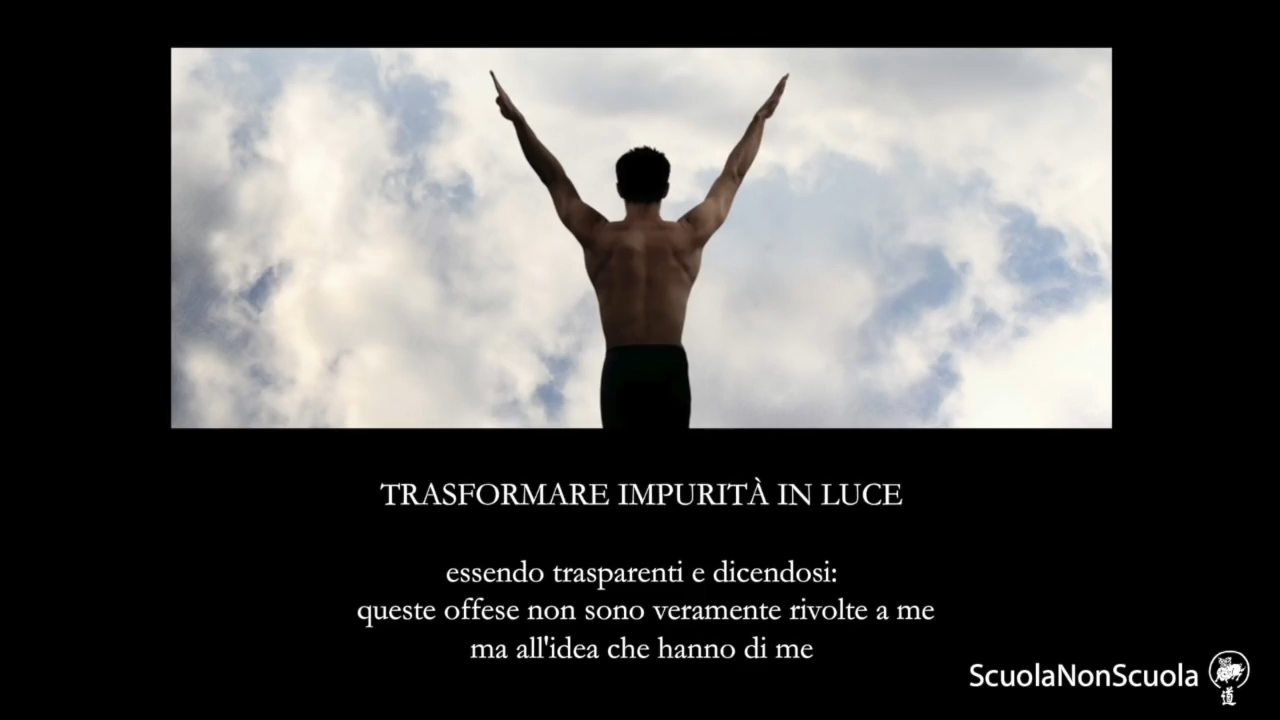 TRASFORMARE IMPURITÀ IN LUCE
essendo trasparenti e dicendosi:
queste offese non sono veramente rivolte a me
ma all'idea che hanno di me
ScuolaNonScuola
道